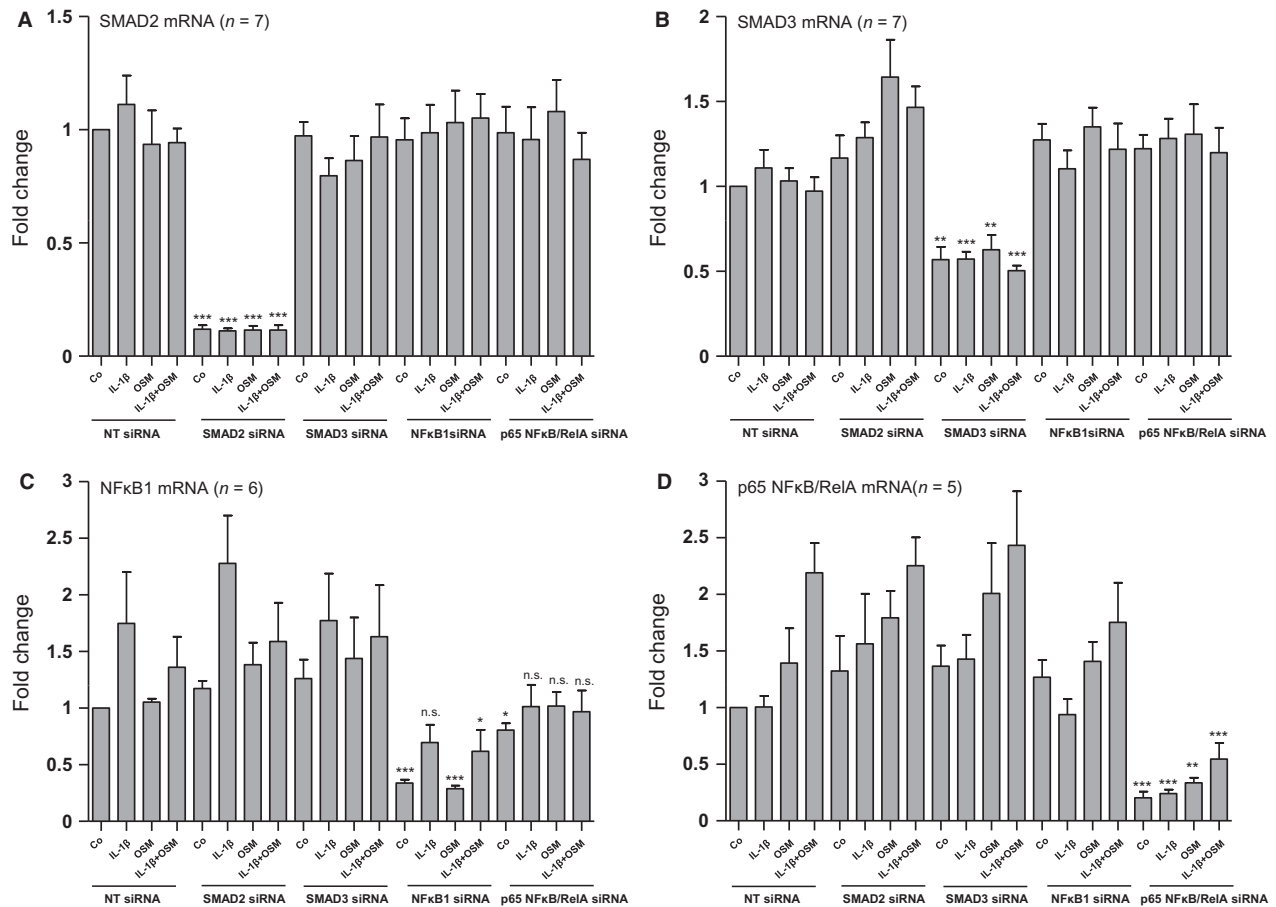 A SMAD2 mRNA (n = 7)
Fold change
1.5
1
0.5
0
*** *** *** ***
Co IL-1β OSM IL-1β+OSM Co IL-1β OSM IL-1β+OSM Co IL-1β OSM IL-1β+OSM Co IL-1β OSM IL-1β+OSM Co IL-1β OSM IL-1β+OSM
NT siRNA SMAD2 siRNA SMAD3 siRNA NFκB1siRNA p65 NFκB/RelA siRNA
B SMAD3 mRNA (n = 7)
Fold change
2
1.5
1
0.5
0
** *** ** ***
Co IL-1β OSM IL-1β+OSM Co IL-1β OSM IL-1β+OSM Co IL-1β OSM IL-1β+OSM Co IL-1β OSM IL-1β+OSM Co IL-1β OSM IL-1β+OSM
NT siRNA SMAD2 siRNA SMAD3 siRNA NFκB1siRNA p65 NFκB/RelA siRNA
C NFκB1 mRNA (n = 6)
Fold change
3
2.5
2
1.5
1
0.5
0
*** n.s. *** * * n.s. n.s. n.s.
Co IL-1β OSM IL-1β+OSM Co IL-1β OSM IL-1β+OSM Co IL-1β OSM IL-1β+OSM Co IL-1β OSM IL-1β+OSM Co IL-1β OSM IL-1β+OSM
NT siRNA SMAD2 siRNA SMAD3 siRNA NFκB1 siRNA p65 NFκB/RelA siRNA
D p65 NFκB/RelA mRNA(n = 5)
Fold change
3
2.5
2
1.5
1
0.5
0
*** *** ** ***
Co IL-1β OSM IL-1β+OSM Co IL-1β OSM IL-1β+OSM Co IL-1β OSM IL-1β+OSM Co IL-1β OSM IL-1β+OSM Co IL-1β OSM IL-1β+OSM
NT siRNA SMAD2 siRNA SMAD3 siRNA NFκB1 siRNA p65 NFκB/RelA siRNA